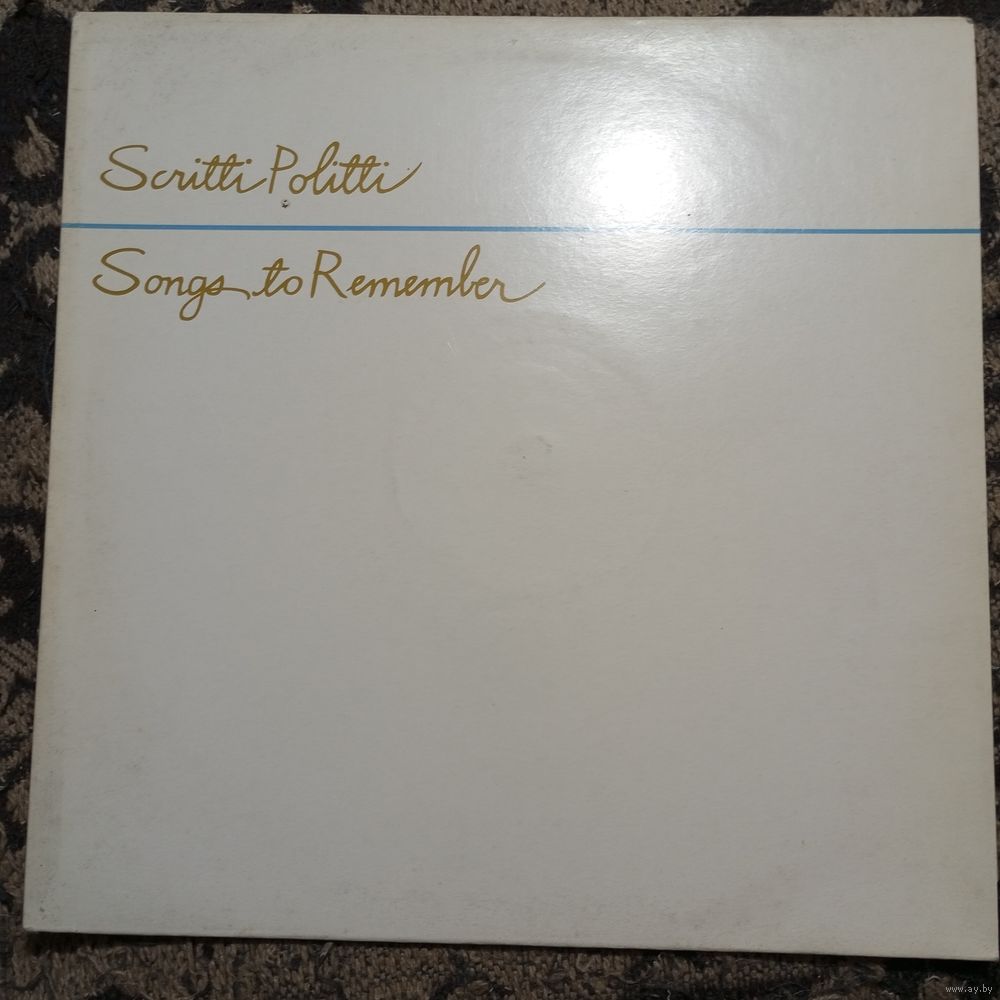 Scritti Politti
Songs to Remember
www.ay.by